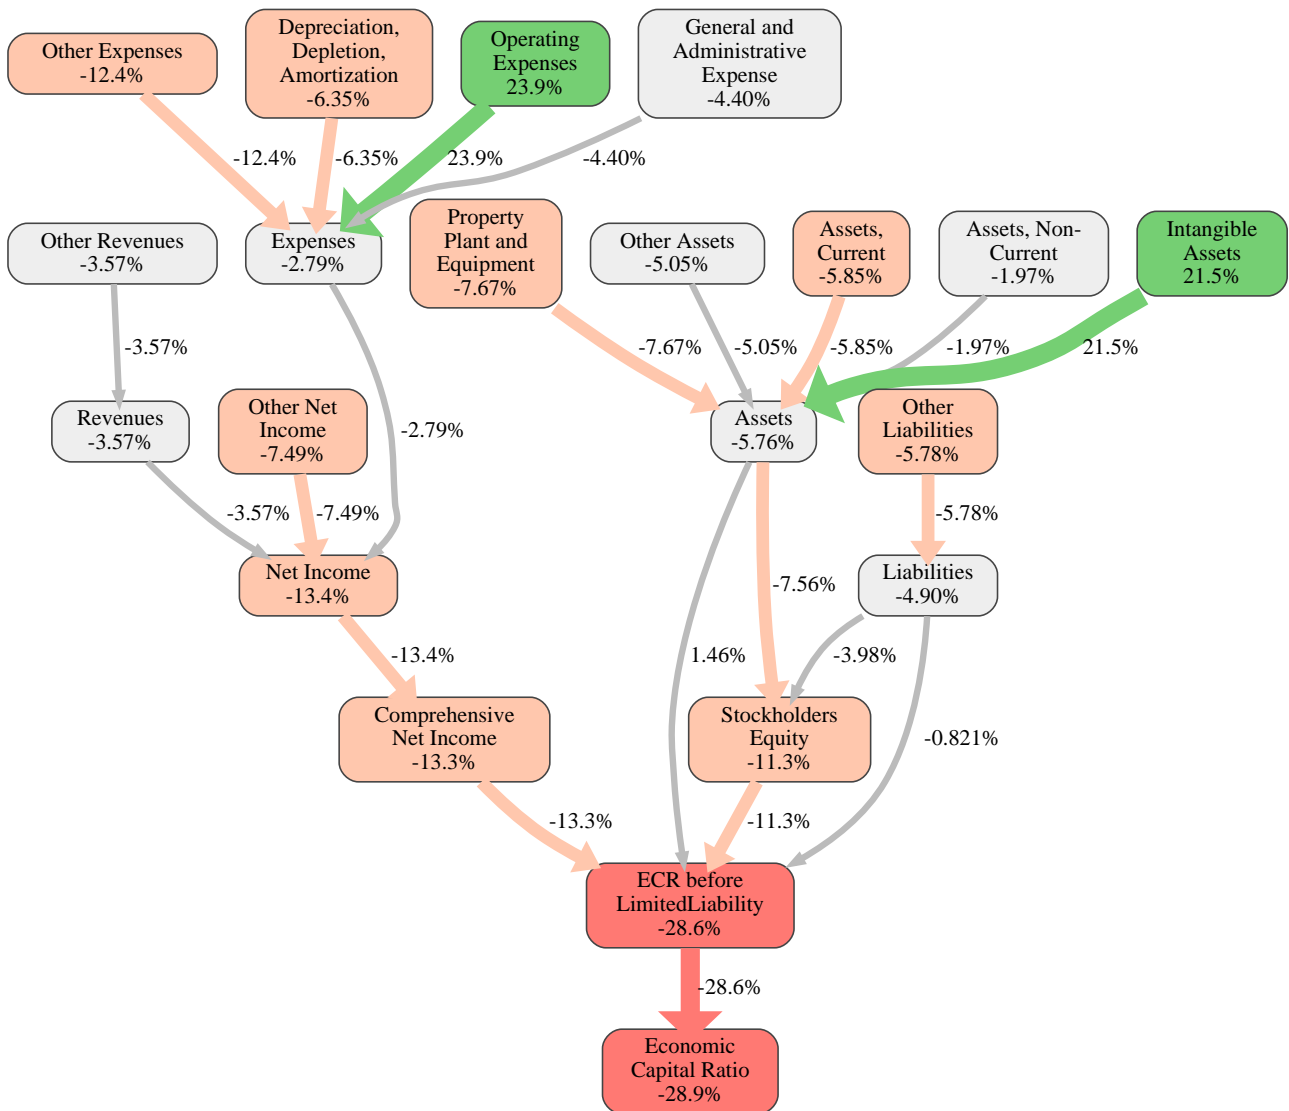 Other Expenses
-12.4%
Depreciation,
Depletion,
Amortization
-6.35%
Operating
Expenses
23.9%
General and
Administrative
Expense
-4.40%
-12.4%
-6.35%
23.9%
-4.40%
Other Revenues
-3.57%
Expenses
-2.79%
Property
Plant and
Equipment
-7.67%
Other Assets
-5.05%
Assets,
Current
-5.85%
Assets, Non-
Current
-1.97%
Intangible
Assets
21.5%
-3.57%
-7.67%
-5.05%
-5.85%
-1.97%
21.5%
Revenues
-3.57%
Other Net
Income
-7.49%
-2.79%
Assets
-5.76%
Other
Liabilities
-5.78%
-3.57%
-7.49%
-5.78%
Net Income
-13.4%
-7.56%
Liabilities
-4.90%
-13.4%
1.46%
-3.98%
Comprehensive
Net Income
-13.3%
Stockholders
Equity
-11.3%
-0.821%
-13.3%
-11.3%
ECR before
LimitedLiability
-28.6%
-28.6%
Economic
Capital Ratio
-28.9%